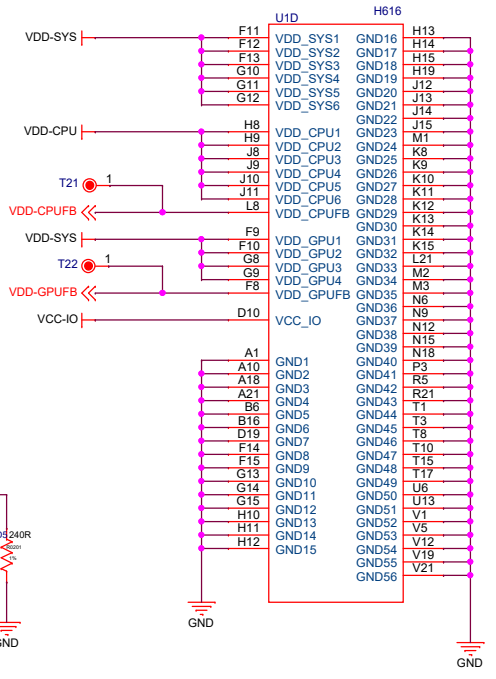 U1D H616
VDD-SYS F11 VDD_SYS1 GND16 H13
F12 VDD_SYS2 GND17 H14
F13 VDD_SYS3 GND18 H15
G10 VDD_SYS4 GND19 H19
G11 VDD_SYS5 GND20 J12
G12 VDD_SYS6 GND21 J13
GND22 J14
VDD-CPU H8 VDD_CPU1 GND23 J15
H9 VDD_CPU2 GND24 M1
J8 VDD_CPU3 GND25 K8
J9 VDD_CPU4 GND26 K9
T21 1 J10 VDD_CPU5 GND27 K10
J11 VDD_CPU6 GND28 K11
VDD-CPUFB L8 VDD_CPUFB GND29 K12
GND30 K13
VDD-SYS F9 VDD_GPU1 GND31 K14
F10 VDD_GPU2 GND32 K15
T22 1 G8 VDD_GPU3 GND33 L21
G9 VDD_GPU4 GND34 M2
VDD-GPUFB F8 VDD_GPUFB GND35 M3
GND36 N6
VCC-IO D10 VCC_IO GND37 N9
GND38 N12
GND39 N15
A1 GND1 GND40 N18
A10 GND2 GND41 P3
A18 GND3 GND42 R5
A21 GND4 GND43 R21
B6 GND5 GND44 T1
B16 GND6 GND45 T3
D19 GND7 GND46 T8
F14 GND8 GND47 T10
F15 GND9 GND48 T15
G13 GND10 GND49 T17
G14 GND11 GND50 U6
G15 GND12 GND51 U13
H10 GND13 GND52 V1
H11 GND14 GND53 V5
H12 GND15 GND54 V12
GND55 V19
GND56 V21
240R
R0201
1%
GND
GND